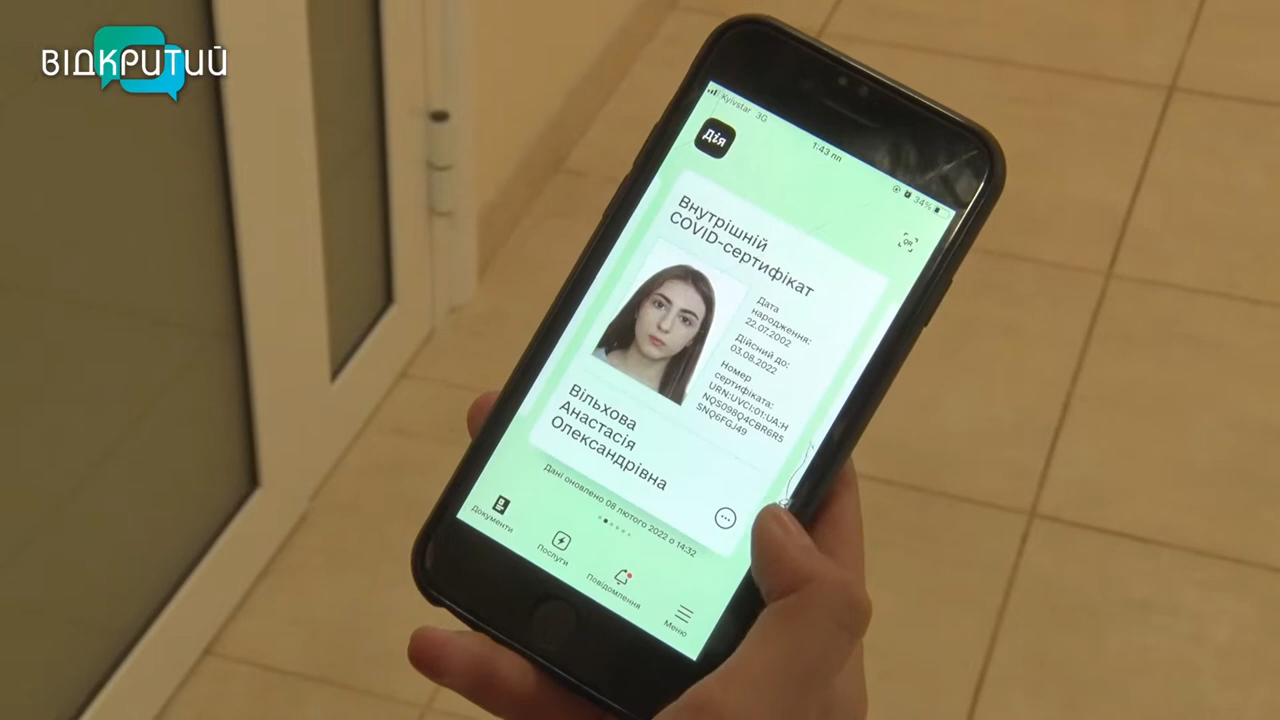 ВІДКРИТИЙ
Kyivstar 3G
1:43 пп
34%
Дія
QR
Внутрішній
COVID-сертифікат
Дата
народження:
22.07.2002
Дійсний до:
03.08.2022
Номер
сертифіката:
URN:UVCI:01:UA:H
NQ5098Q4CBR6R5
SNQ6FGJ49
Вільхова
Анастасія
Олександрівна
Дані оновлено 08 лютого 2022 о 14:32
Документи
Послуги
Повідомлення
Меню